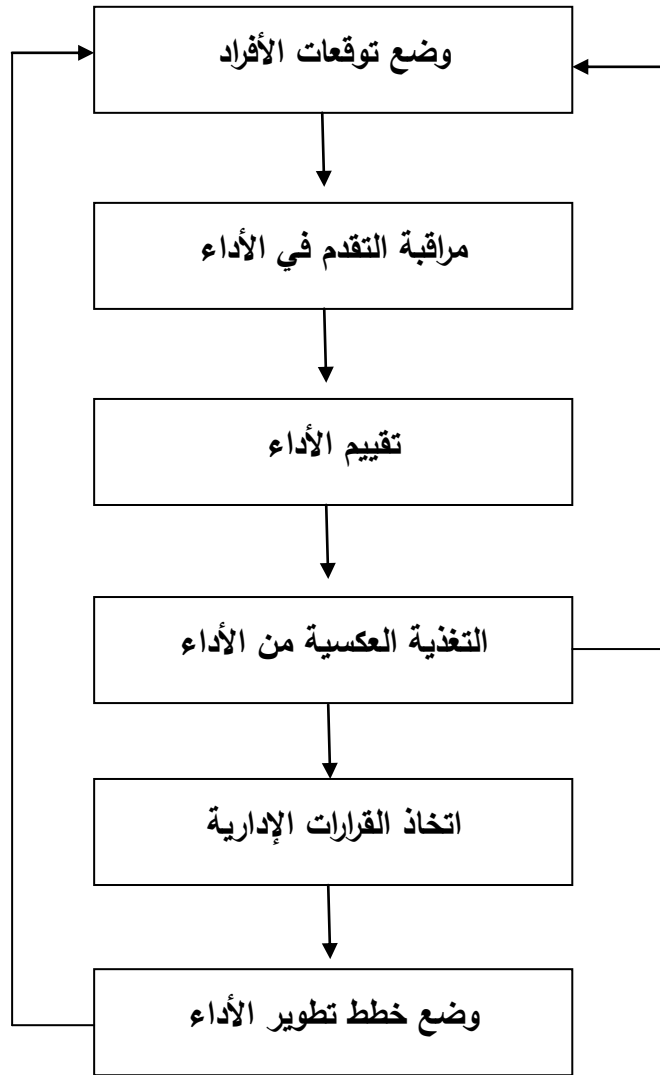 وضع توقعات الأفراد
مراقبة التقدم في الأداء
تقييم الأداء
التغذية العكسية من الأداء
اتخاذ القرارات الإدارية
وضع خطط تطوير الأداء